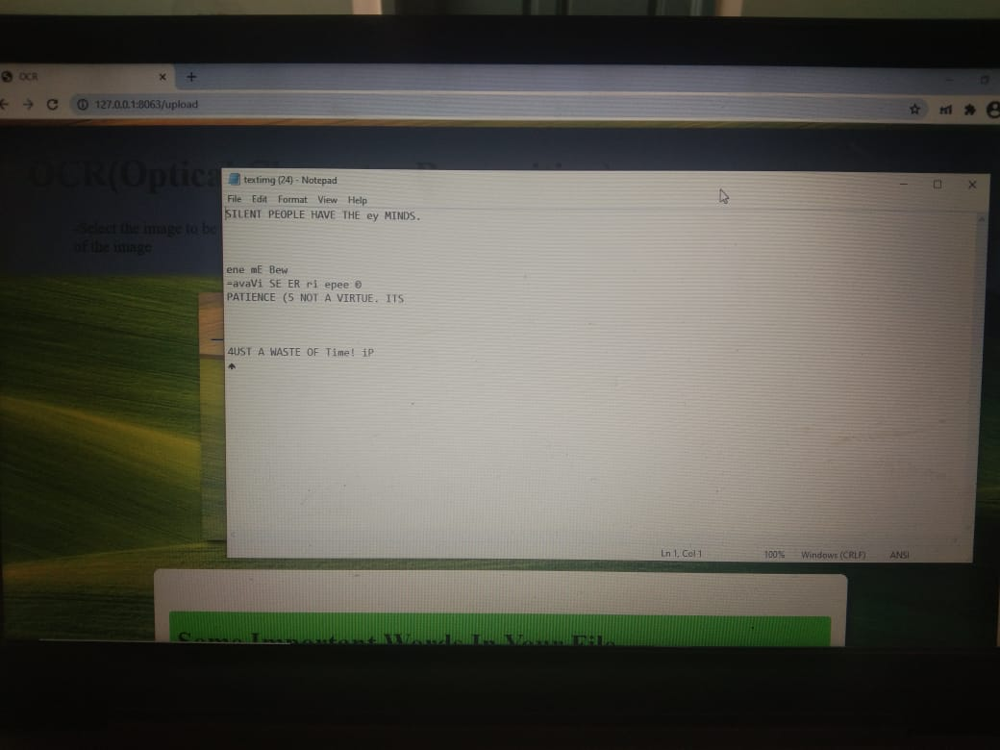 OCR
127.0.0.1:8063/upload
OCR(Optical
-Select the image to be
of the image
textimg (24) - Notepad
File Edit Format View Help
SILENT PEOPLE HAVE THE ey MINDS.
ene mE Bew
=avaVi SE ER ri epee 0
PATIENCE (5 NOT A VIRTUE. ITS
4UST A WASTE OF Time! iP
Ln 1, Col 1 100% Windows (CRLF) ANSI
Some Important Words In Your File